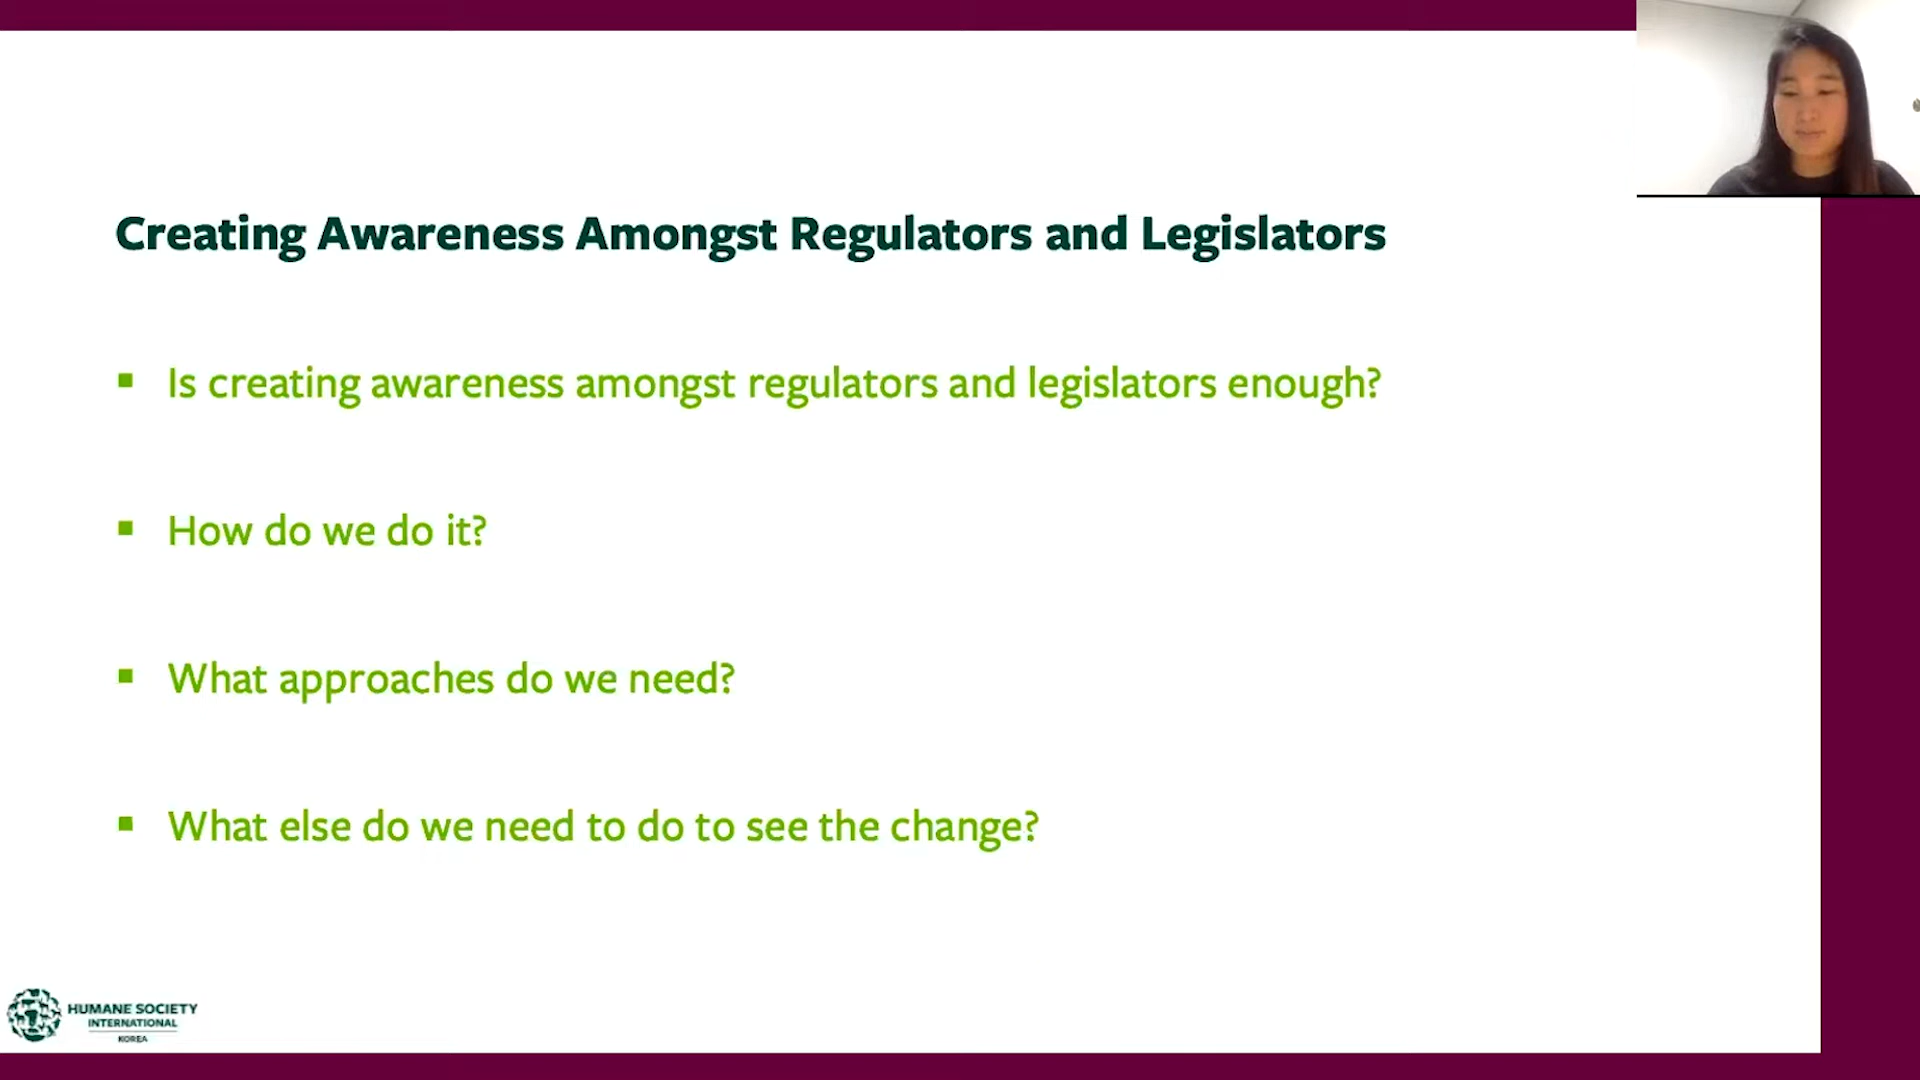 Creating Awareness Amongst Regulators and Legislators
Is creating awareness amongst regulators and legislators enough?
How do we do it?
What approaches do we need?
What else do we need to do to see the change?
HUMANE SOCIETY
INTERNATIONAL
KOREA